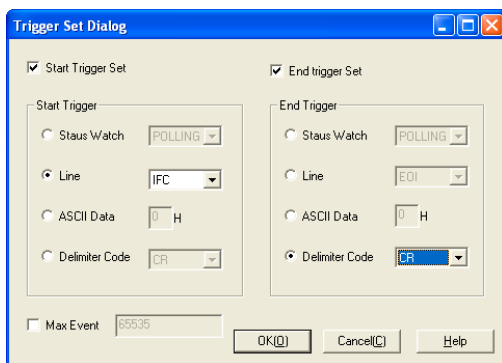 Trigger Set Dialog
Start Trigger Set
End trigger Set
Start Trigger
End Trigger
Staus Watch POLLING
Staus Watch POLLING
Line IFC
Line EOI
ASCII Data 0 H
ASCII Data 0 H
Delimiter Code CR
Delimiter Code CR
Max Event 65535
OK(O) Cancel(C) Help